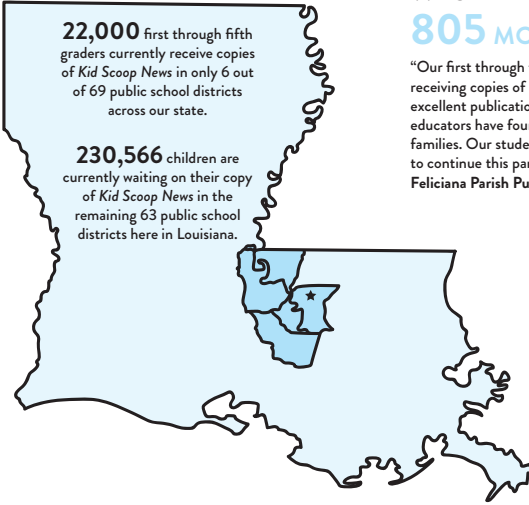 22,000 first through fifth
graders currently receive copies
of Kid Scoop News in only 6 out
of 69 public school districts
across our state.
230,566 children are
currently waiting on their copy
of Kid Scoop News in the
remaining 63 public school
districts here in Louisiana.
805 MO
“Our first through
receiving copies of
excellent publicatio
educators have foun
families. Our stude
to continue this par
Feliciana Parish Pu